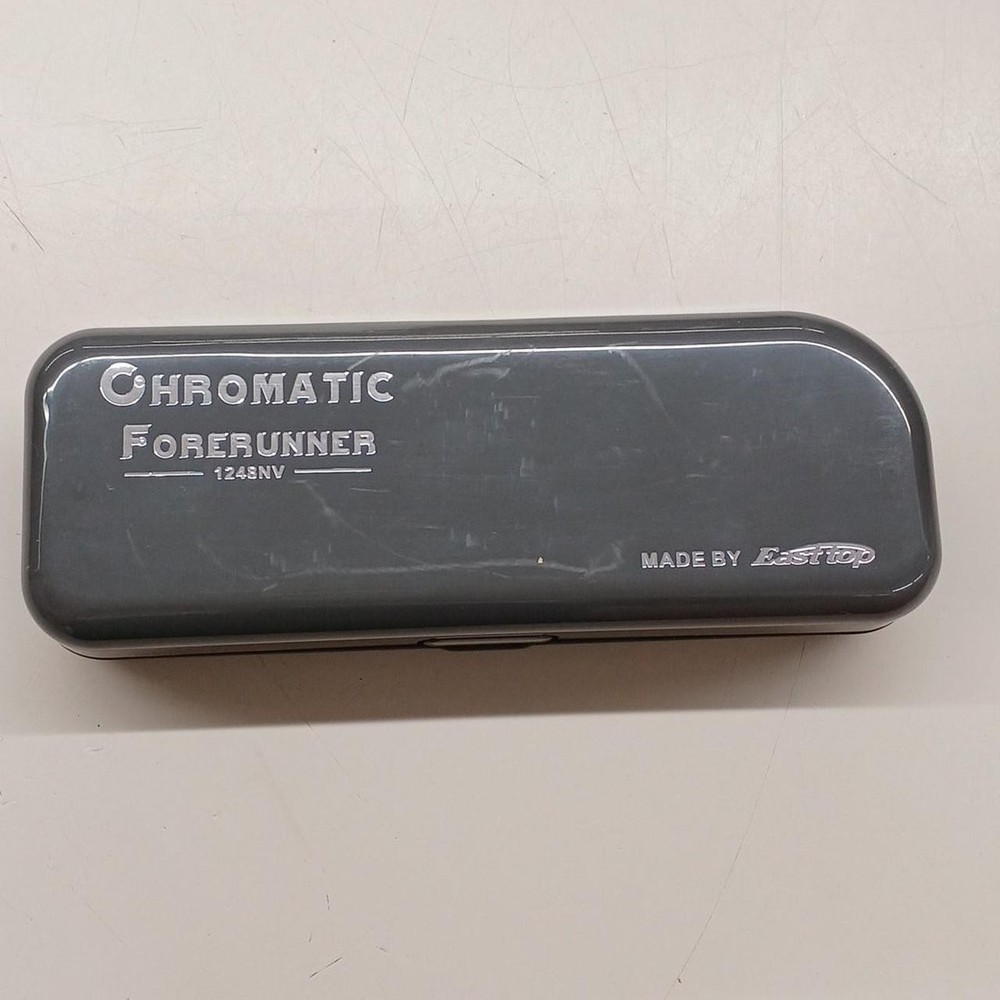 CHROMATIC
FORERUNNER
1248NV
MADE BY Easttop